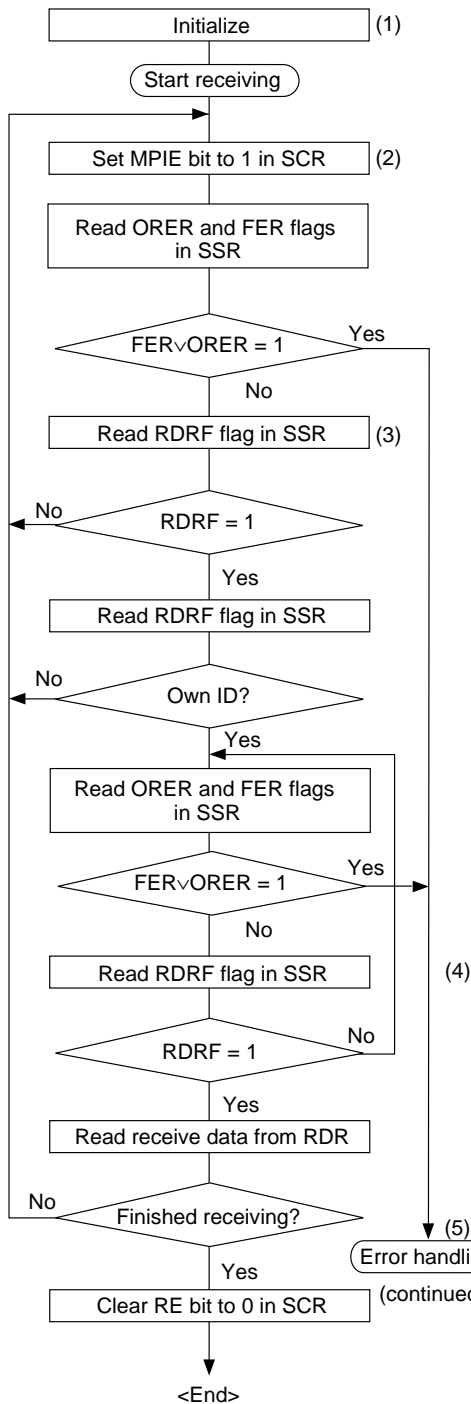 Initialize
(1)
Start receiving
Set MPIE bit to 1 in SCR
(2)
Read ORER and FER flags
in SSR
FER∨ORER = 1
Yes
No
Read RDRF flag in SSR
(3)
No
RDRF = 1
Yes
Read RDRF flag in SSR
No
Own ID?
Yes
Read ORER and FER flags
in SSR
FER∨ORER = 1
Yes
No
Read RDRF flag in SSR
(4)
RDRF = 1
No
Yes
Read receive data from RDR
No
Finished receiving?
(5)
Error handli
Yes
Clear RE bit to 0 in SCR
(continued
<End>